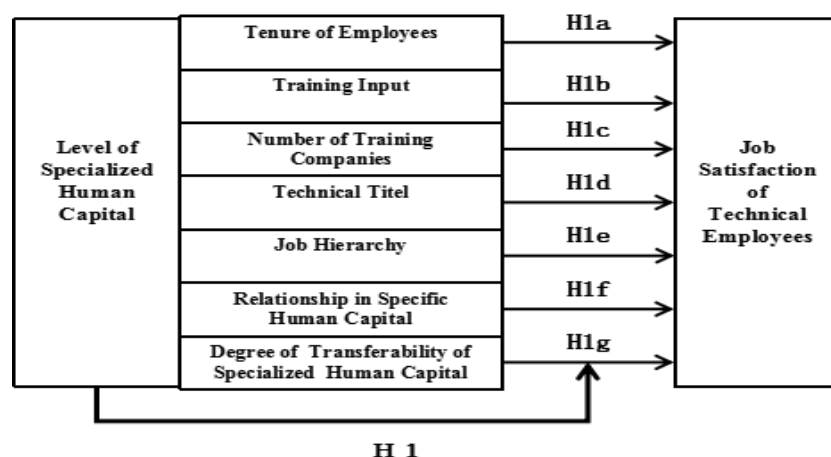 Level of
Specialized
Human
Capital
Tenure of Employees
Training Input
Number of Training
Companies
Technical Titel
Job Hierarchy
Relationship in Specific
Human Capital
Degree of Transferability of
Specialized Human Capital
H1a
H1b
H1c
H1d
H1e
H1f
H1g
Job
Satisfaction
of
Technical
Employees
H 1